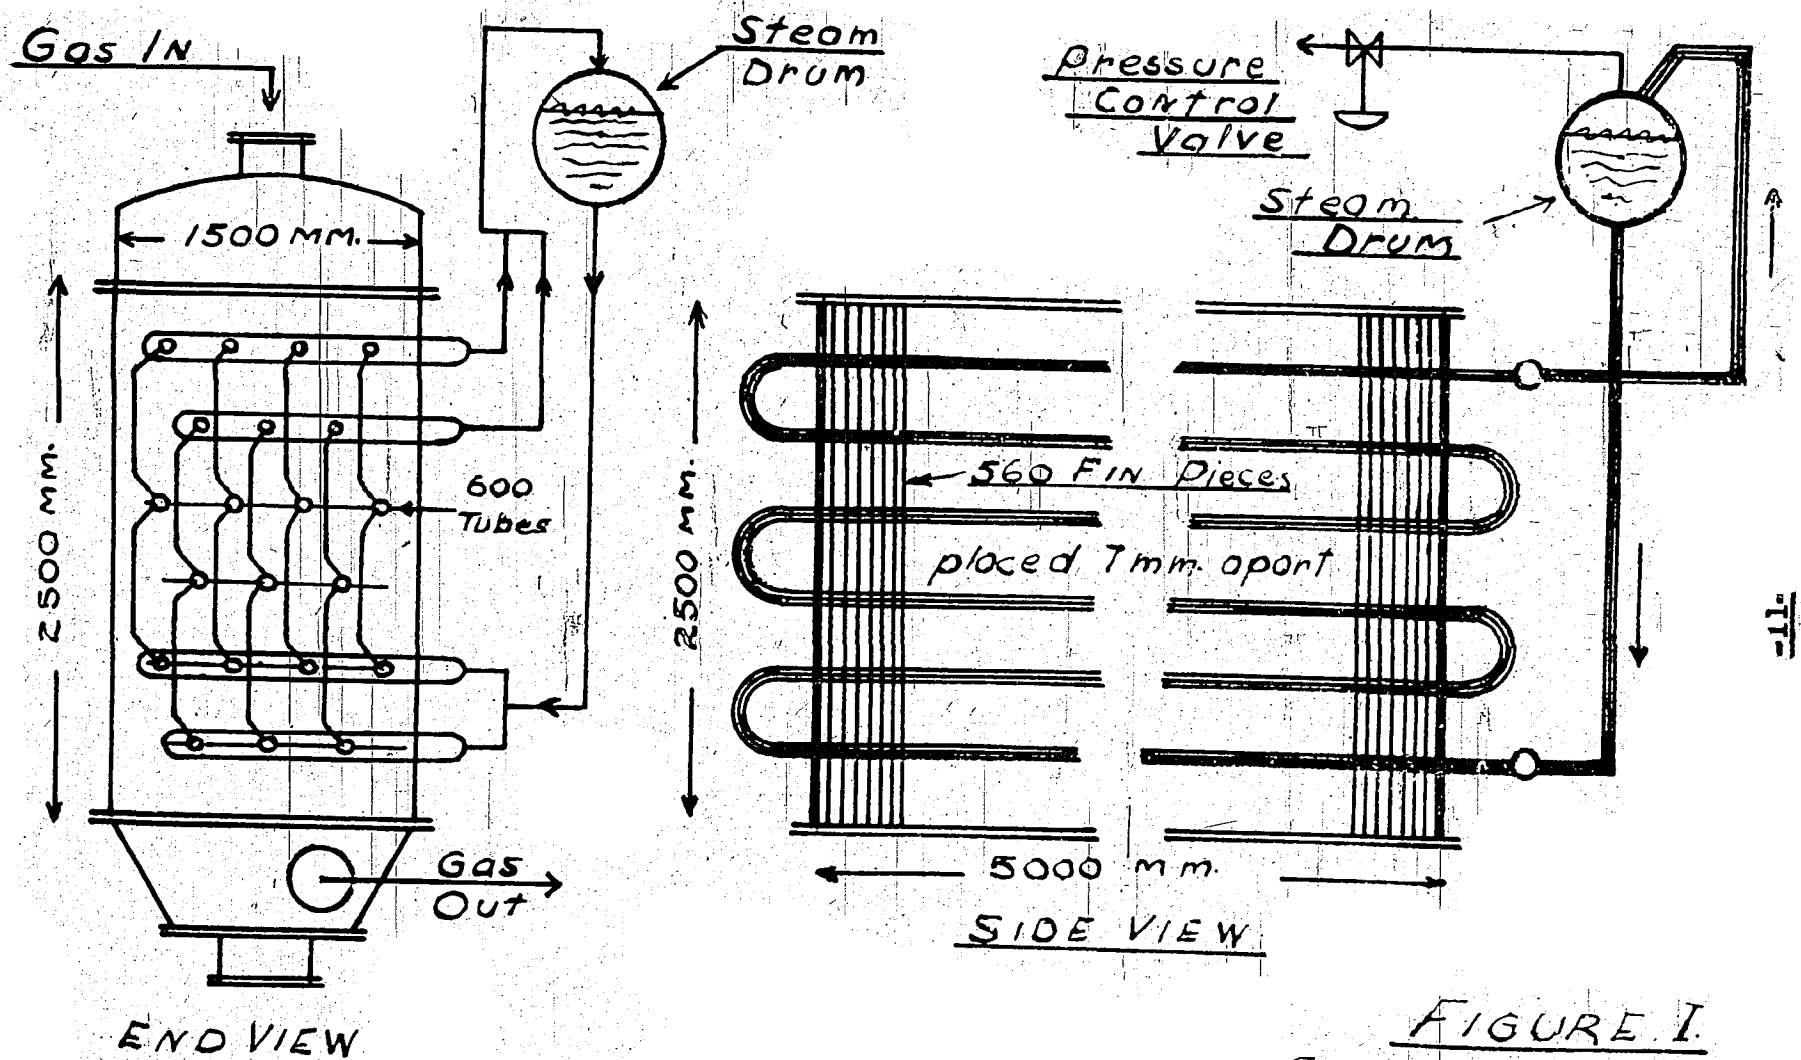 Gas IN
Steam
Drum
1500 MM.
2500 MM.
600
Tubes
Gas
Out
END VIEW
Pressure
Control
Valve
Steam
Drum
2500 MM.
560 FIN Pieces
placed 7mm. apart
5000 mm.
SIDE VIEW
-11-
FIGURE I.